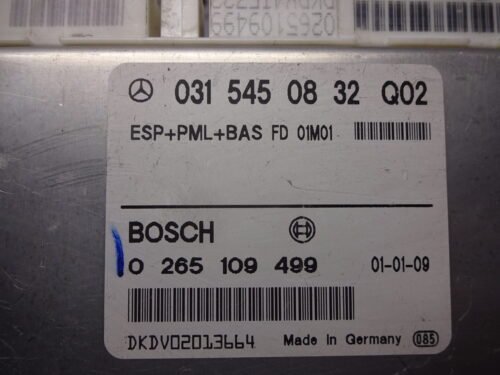 0265109499
031 545 08 32 Q02
ESP+PML+BAS FD 01M01
BOSCH
0 265 109 499 01-01-09
DKDV02013664 Made in Germany 085